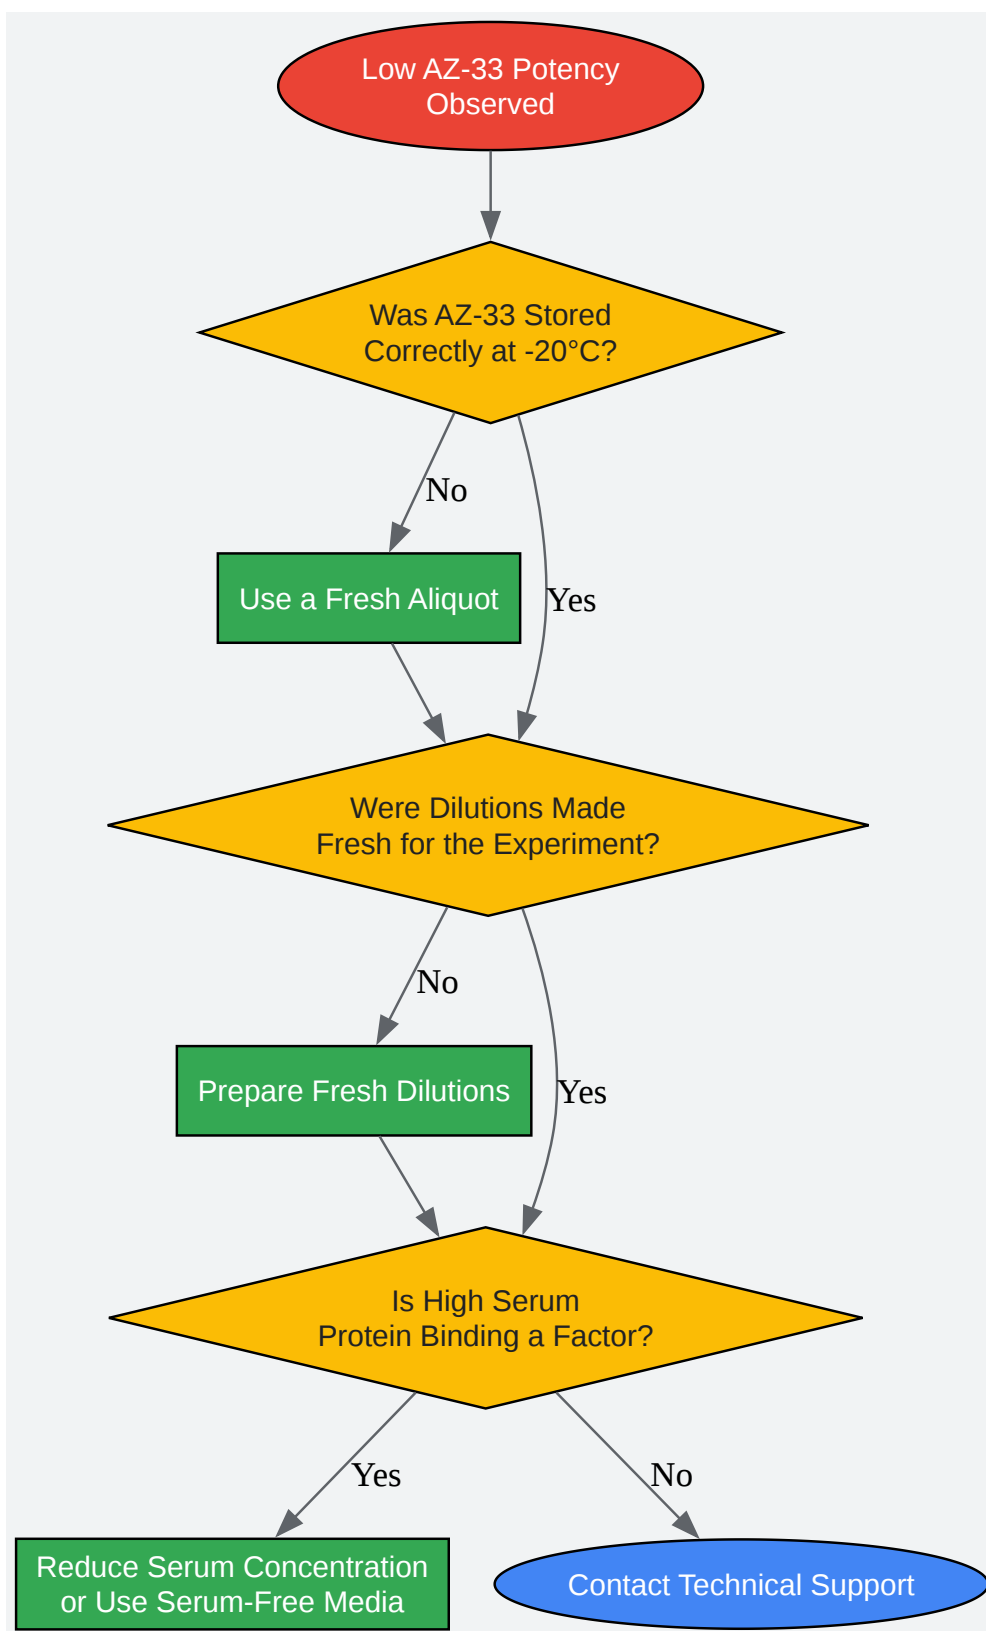 Low AZ-33 Potency
Observed
Was AZ-33 Stored
Correctly at -20°C?
No
Use a Fresh Aliquot
Yes
Were Dilutions Made
Fresh for the Experiment?
No
Prepare Fresh Dilutions
Yes
Is High Serum
Protein Binding a Factor?
Yes
No
Reduce Serum Concentration
or Use Serum-Free Media
Contact Technical Support